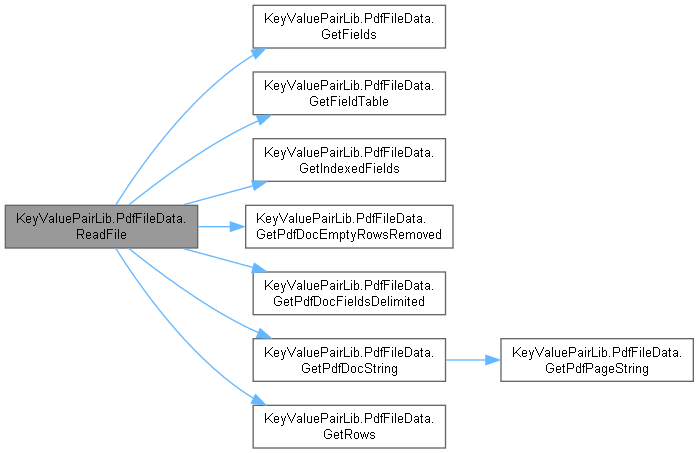 KeyValuePairLib.PdfFileData.
GetFields
KeyValuePairLib.PdfFileData.
GetFieldTable
KeyValuePairLib.PdfFileData.
GetIndexedFields
KeyValuePairLib.PdfFileData.
ReadFile
KeyValuePairLib.PdfFileData.
GetPdfDocEmptyRowsRemoved
KeyValuePairLib.PdfFileData.
GetPdfDocFieldsDelimited
KeyValuePairLib.PdfFileData.
GetPdfDocString
KeyValuePairLib.PdfFileData.
GetPdfPageString
KeyValuePairLib.PdfFileData.
GetRows